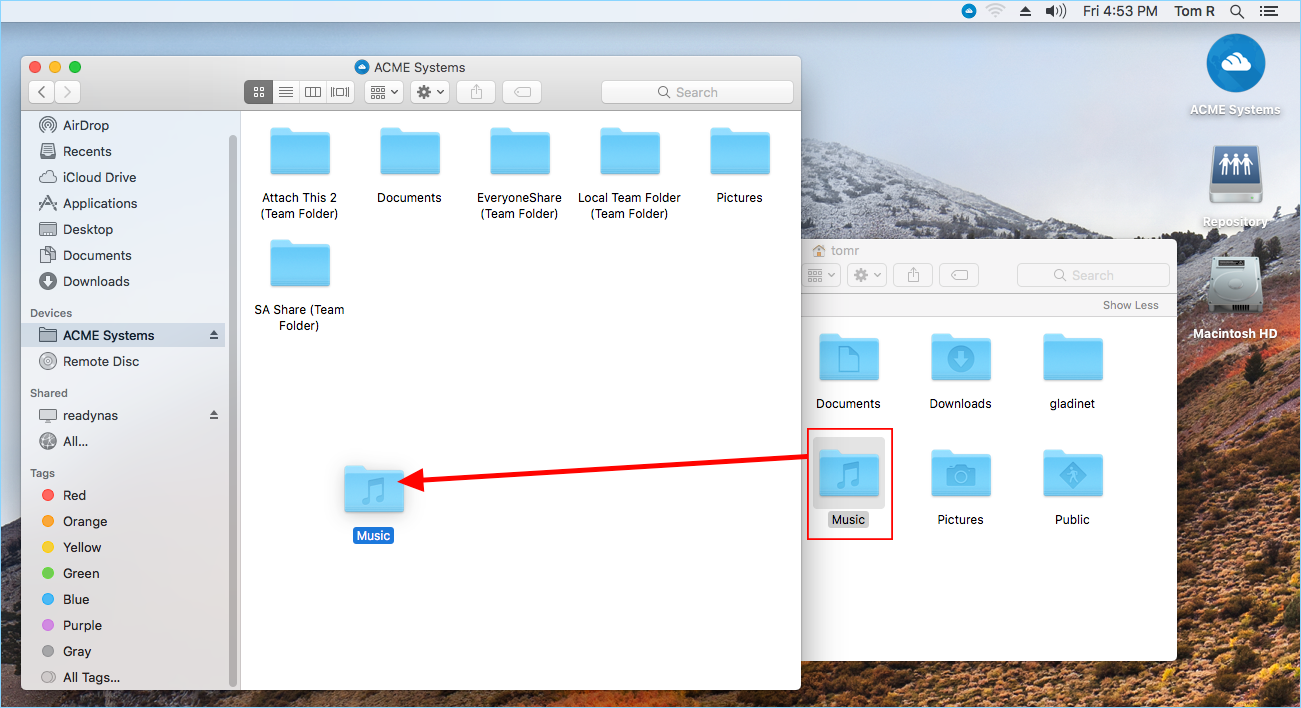 Fri 4:53 PM Tom R
ACME Systems
Search
AirDrop
Recents
iCloud Drive
Applications
Desktop
Documents
Downloads
Devices
ACME Systems
Remote Disc
Shared
readynas
All...
Tags
Red
Orange
Yellow
Green
Blue
Purple
Gray
All Tags...
Attach This 2
(Team Folder)
Documents
EveryoneShare
(Team Folder)
Local Team Folder
(Team Folder)
Pictures
SA Share (Team
Folder)
Music
tomr
Search
Show Less
Documents
Downloads
gladinet
Music
Pictures
Public
ACME Systems
Repository
Macintosh HD